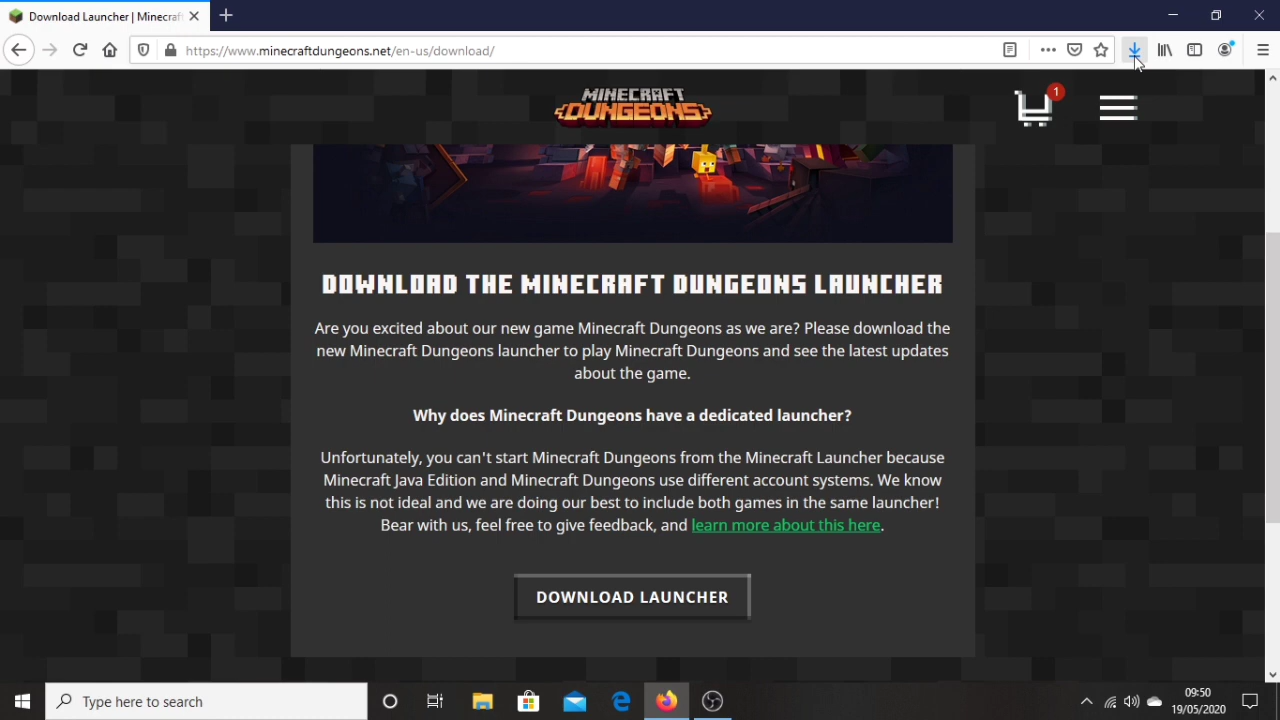 Download Launcher | Minecraft
https://www.minecraftdungeons.net/en-us/download/
MINECRAFT
DUNGEONS
1
DOWNLOAD THE MINECRAFT DUNGEONS LAUNCHER
Are you excited about our new game Minecraft Dungeons as we are? Please download the
new Minecraft Dungeons launcher to play Minecraft Dungeons and see the latest updates
about the game.
Why does Minecraft Dungeons have a dedicated launcher?
Unfortunately, you can't start Minecraft Dungeons from the Minecraft Launcher because
Minecraft Java Edition and Minecraft Dungeons use different account systems. We know
this is not ideal and we are doing our best to include both games in the same launcher!
Bear with us, feel free to give feedback, and learn more about this here.
DOWNLOAD LAUNCHER
Type here to search
09:50
19/05/2020